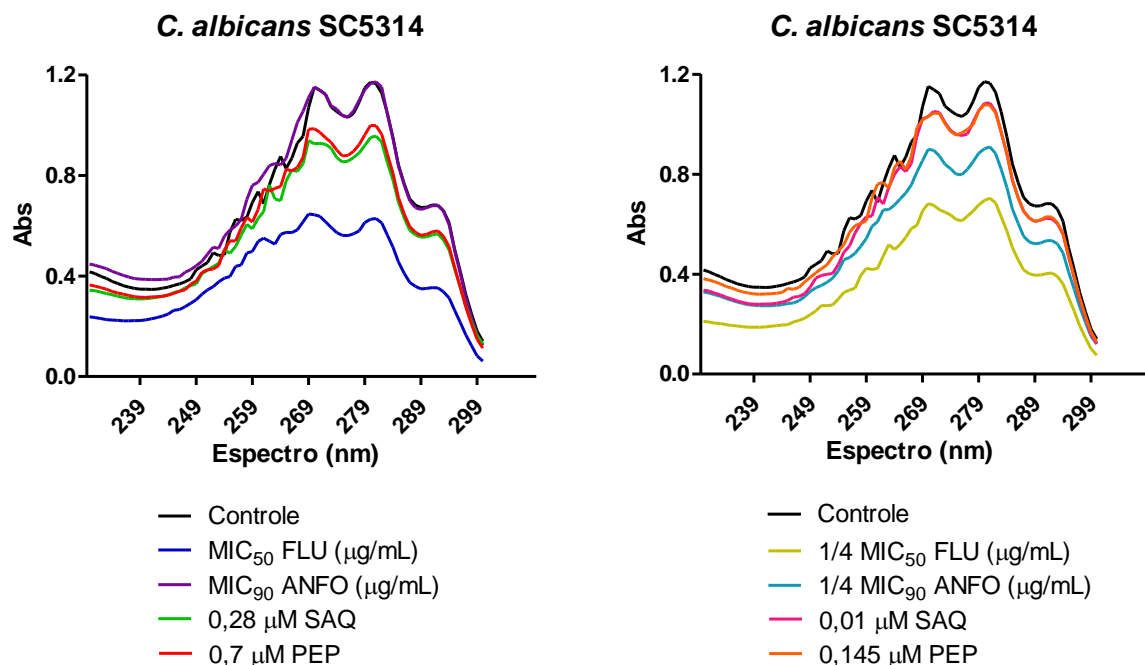 C. albicans SC5314
1.2
0.8
0.4
0.0
Abs
239 249 259 269 279 289 299
Espectro (nm)
Controle
MIC50 FLU (μg/mL)
MIC90 ANFO (μg/mL)
0,28 μM SAQ
0,7 μM PEP
C. albicans SC5314
1.2
0.8
0.4
0.0
Abs
239 249 259 269 279 289 299
Espectro (nm)
Controle
1/4 MIC50 FLU (μg/mL)
1/4 MIC90 ANFO (μg/mL)
0,01 μM SAQ
0,145 μM PEP